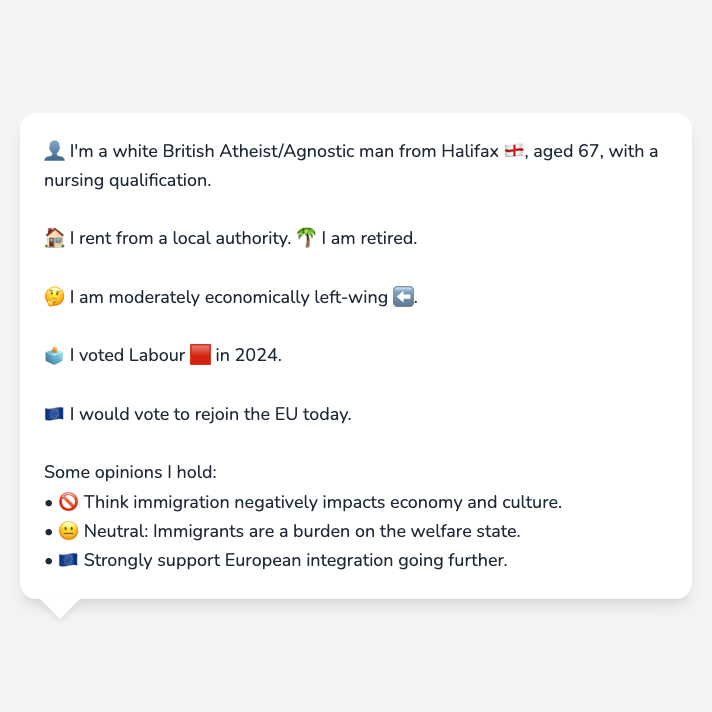 👤 I'm a white British Atheist/Agnostic man from Halifax 🏴󠁧󠁢󠁥󠁮󠁧󠁿, aged 67, with a
nursing qualification.
🏠 I rent from a local authority. 🌴 I am retired.
🤔 I am moderately economically left-wing ⬅️.
🗳️ I voted Labour 🟥 in 2024.
🇪🇺 I would vote to rejoin the EU today.
Some opinions I hold:
• 🚫 Think immigration negatively impacts economy and culture.
• 😐 Neutral: Immigrants are a burden on the welfare state.
• 🇪🇺 Strongly support European integration going further.